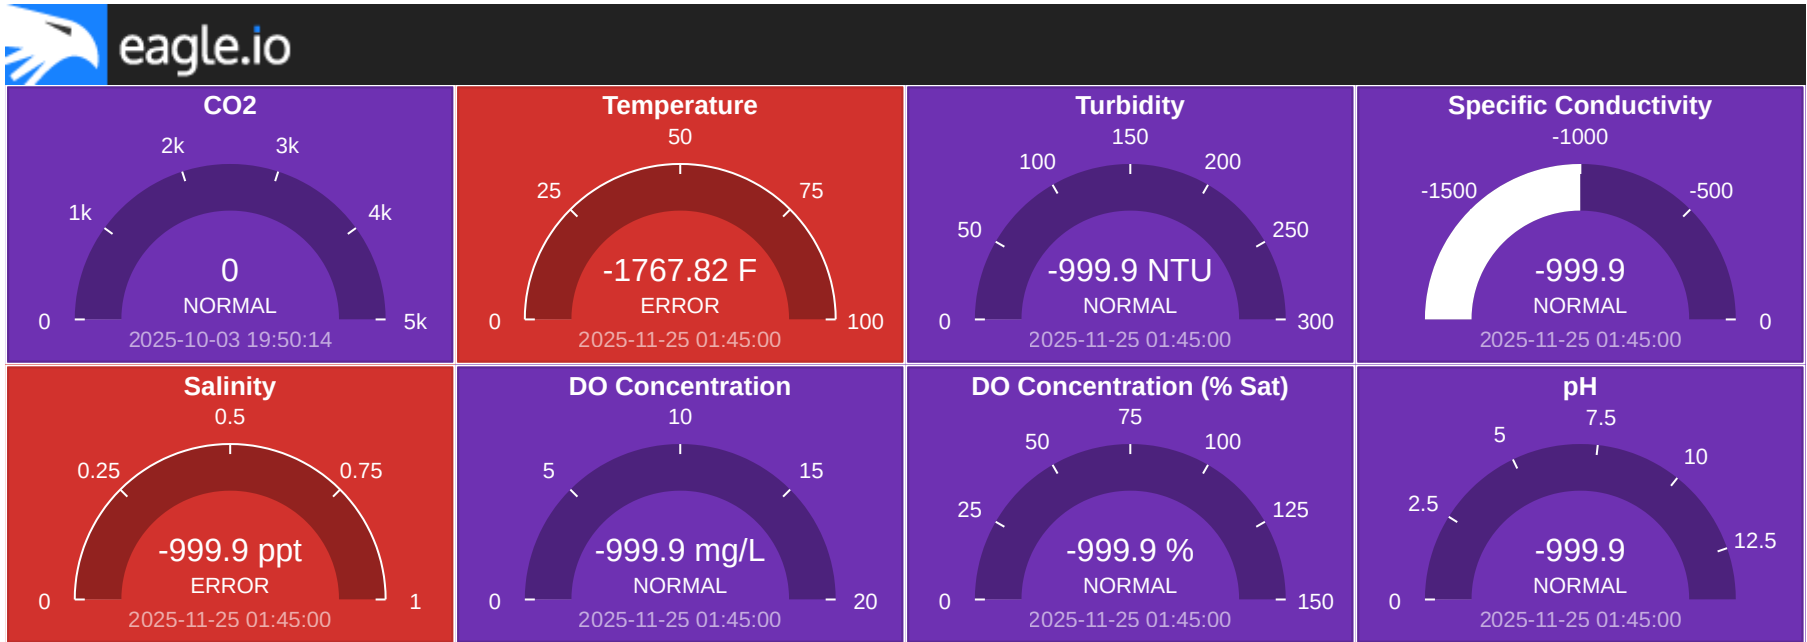 eagle.io
CO2
2k
3k
1k
4k
0
NORMAL
0
5k
2025-10-03 19:50:14
Temperature
50
25
75
-1767.82 F
ERROR
0
100
2025-11-25 01:45:00
Turbidity
150
100
200
50
250
-999.9 NTU
NORMAL
0
300
2025-11-25 01:45:00
Specific Conductivity
-1000
-1500
-500
-999.9
NORMAL
0
2025-11-25 01:45:00
Salinity
0.5
0.25
0.75
-999.9 ppt
ERROR
0
1
2025-11-25 01:45:00
DO Concentration
10
5
15
-999.9 mg/L
NORMAL
0
20
2025-11-25 01:45:00
DO Concentration (% Sat)
75
50
100
25
125
-999.9 %
NORMAL
0
150
2025-11-25 01:45:00
pH
7.5
5
10
2.5
12.5
-999.9
NORMAL
0
2025-11-25 01:45:00